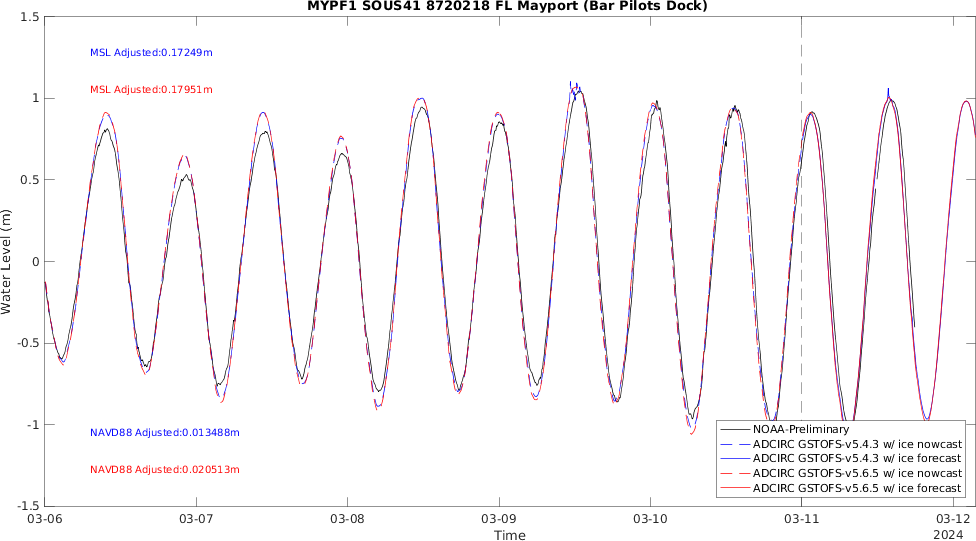 MYPF1 SOUS41 8720218 FL Mayport (Bar Pilots Dock)
1.5
MSL Adjusted:0.17249m
MSL Adjusted:0.17951m
1
0.5
0
-0.5
-1
-1.5
Water Level (m)
NAVD88 Adjusted:0.013488m
NAVD88 Adjusted:0.020513m
NOAA-Preliminary
ADCIRC GSTOFS-v5.4.3 w/ ice nowcast
ADCIRC GSTOFS-v5.4.3 w/ ice forecast
ADCIRC GSTOFS-v5.6.5 w/ ice nowcast
ADCIRC GSTOFS-v5.6.5 w/ ice forecast
03-06 03-07 03-08 03-09 03-10 03-11 03-12
Time
2024